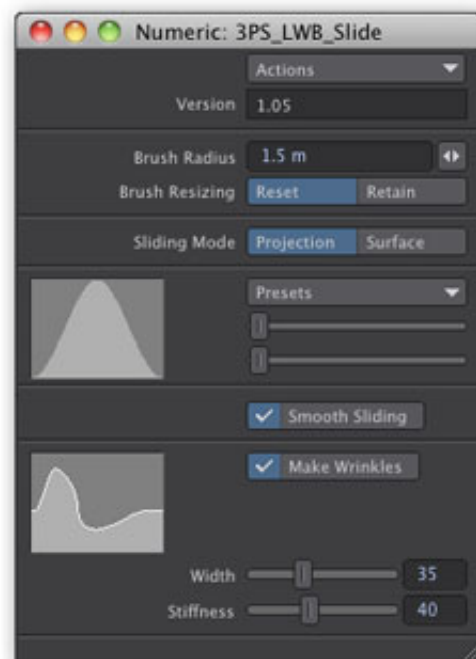 Numeric: 3PS_LWB_Slide
Actions
Version 1.05
Brush Radius 1.5 m
Brush Resizing Reset Retain
Sliding Mode Projection Surface
Presets
Smooth Sliding
Make Wrinkles
Width 35
Stiffness 40